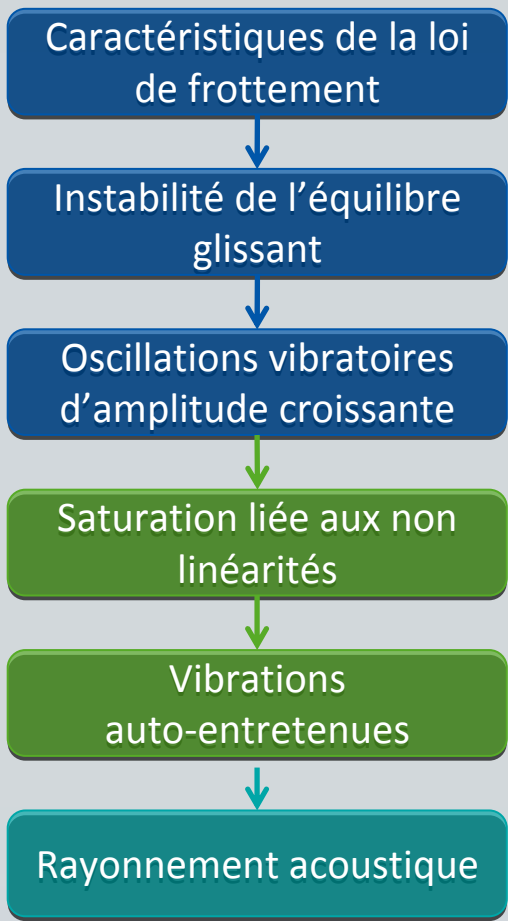 Caractéristiques de la loi
de frottement
Instabilité de l’équilibre
glissant
Oscillations vibratoires
d’amplitude croissante
Saturation liée aux non
linéarités
Vibrations
auto-entretenues
Rayonnement acoustique